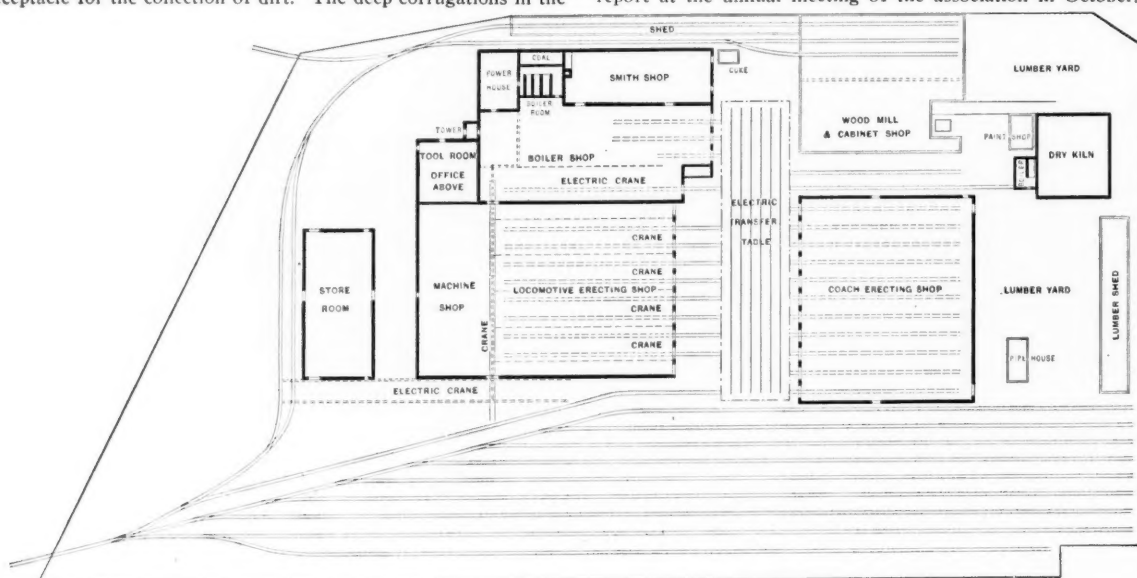 ceptacle for the collection of dirt. The deep corrugations in the
report at the annual meeting of the association in October,
SHED
COAL
POWER
HOUSE
SMITH SHOP
COKE
LUMBER YARD
BOILER
ROOM
WOOD MILL
& CABINET SHOP
PAINT SHOP
TOWER
TOOL ROOM
BOILER SHOP
DRY KILN
OFFICE
ABOVE
ELECTRIC CRANE
BOILER
ELECTRIC
TRANSFER
TABLE
CRANE
CRANE
STORE
ROOM
MACHINE
SHOP
LOCOMOTIVE ERECTING SHOP
COACH ERECTING SHOP
LUMBER YARD
LUMBER SHED
CRANE
CRANE
CRANE
PIPE HOUSE
ELECTRIC CRANE